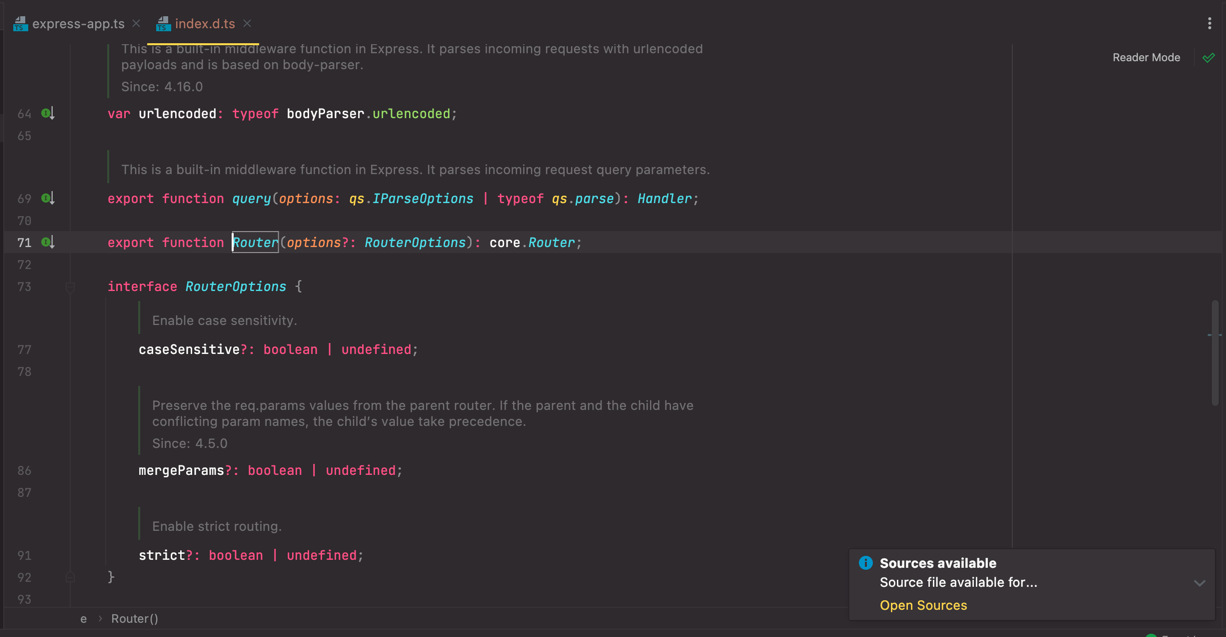 express-app.ts
index.d.ts
This is a built-in middleware function in Express. It parses incoming requests with urlencoded
payloads and is based on body-parser.
Since: 4.16.0
Reader Mode
64 var urlencoded: typeof bodyParser.urlencoded;
65
This is a built-in middleware function in Express. It parses incoming request query parameters.
69 export function query(options: qs.IParseOptions | typeof qs.parse): Handler;
70
71 export function Router(options?: RouterOptions): core.Router;
72
73 interface RouterOptions {
Enable case sensitivity.
77 caseSensitive?: boolean | undefined;
78
Preserve the req.params values from the parent router. If the parent and the child have
conflicting param names, the child's value take precedence.
Since: 4.5.0
86 mergeParams?: boolean | undefined;
87
Enable strict routing.
91 strict?: boolean | undefined;
92 }
93
Sources available
Source file available for...
Open Sources
e › Router()